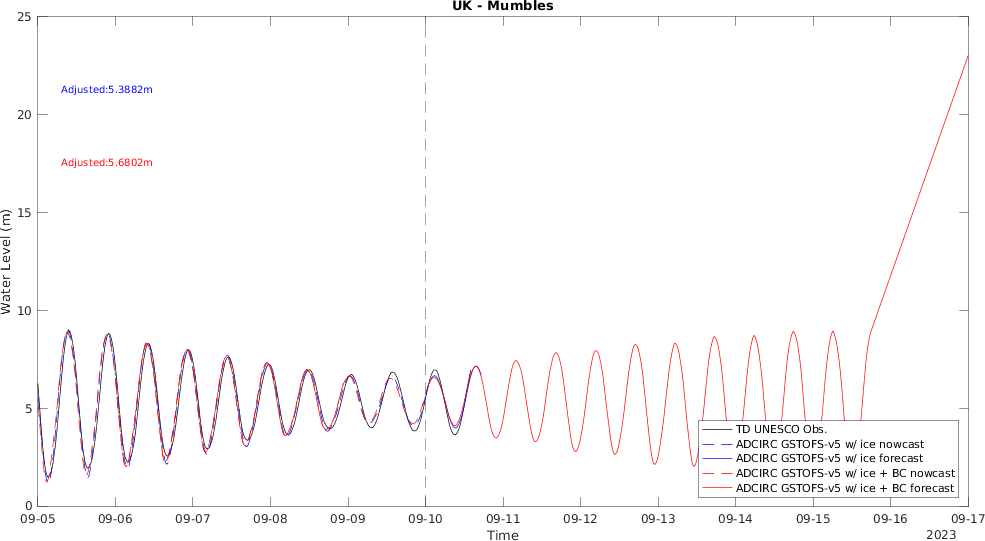 UK - Mumbles
25
20
15
10
5
0
Water Level (m)
Adjusted:5.3882m
Adjusted:5.6802m
TD UNESCO Obs.
ADCIRC GSTOFS-v5 w/ ice nowcast
ADCIRC GSTOFS-v5 w/ ice forecast
ADCIRC GSTOFS-v5 w/ ice + BC nowcast
ADCIRC GSTOFS-v5 w/ ice + BC forecast
09-05 09-06 09-07 09-08 09-09 09-10 09-11 09-12 09-13 09-14 09-15 09-16 09-17
Time
2023